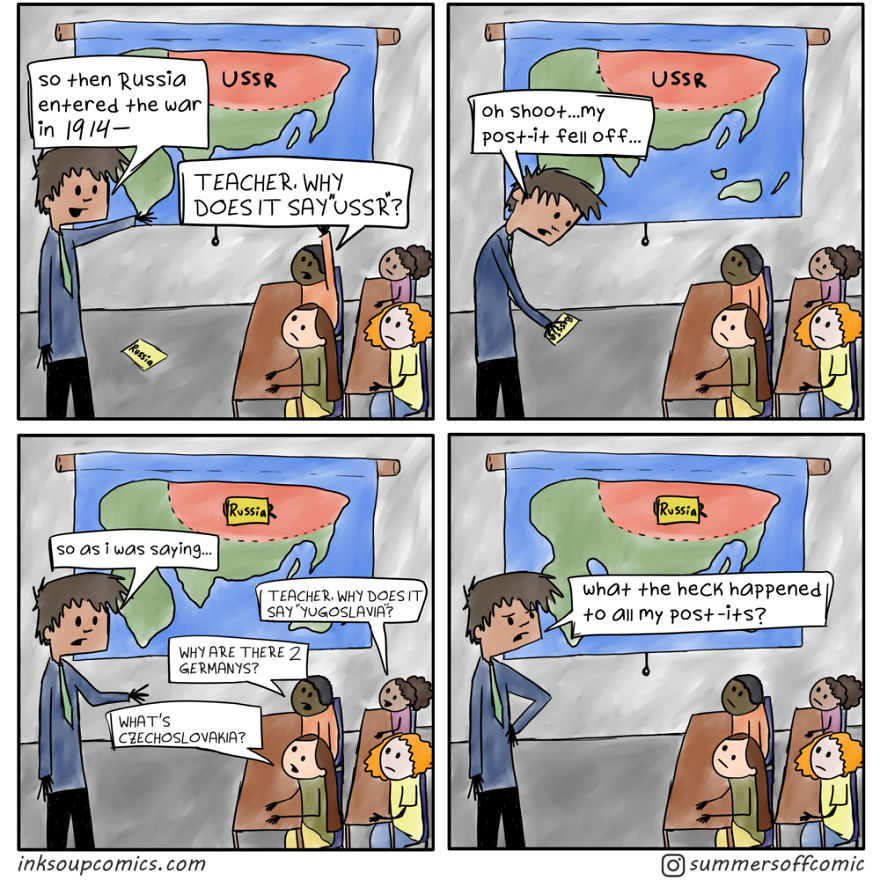 so then Russia
entered the war
in 1914—
USSR
TEACHER, WHY
DOES IT SAY "USSR"?
Russia
oh shoot...my
post-it fell off...
USSR
Russia
so as i was saying...
Russia
R
TEACHER, WHY DOES IT
SAY "YUGOSLAVIA"?
WHY ARE THERE 2
GERMANYS?
WHAT'S
CZECHOSLOVAKIA?
Russia
R
what the heck happened
to all my post-its?
inksoupcomics.com
summersoffcomic